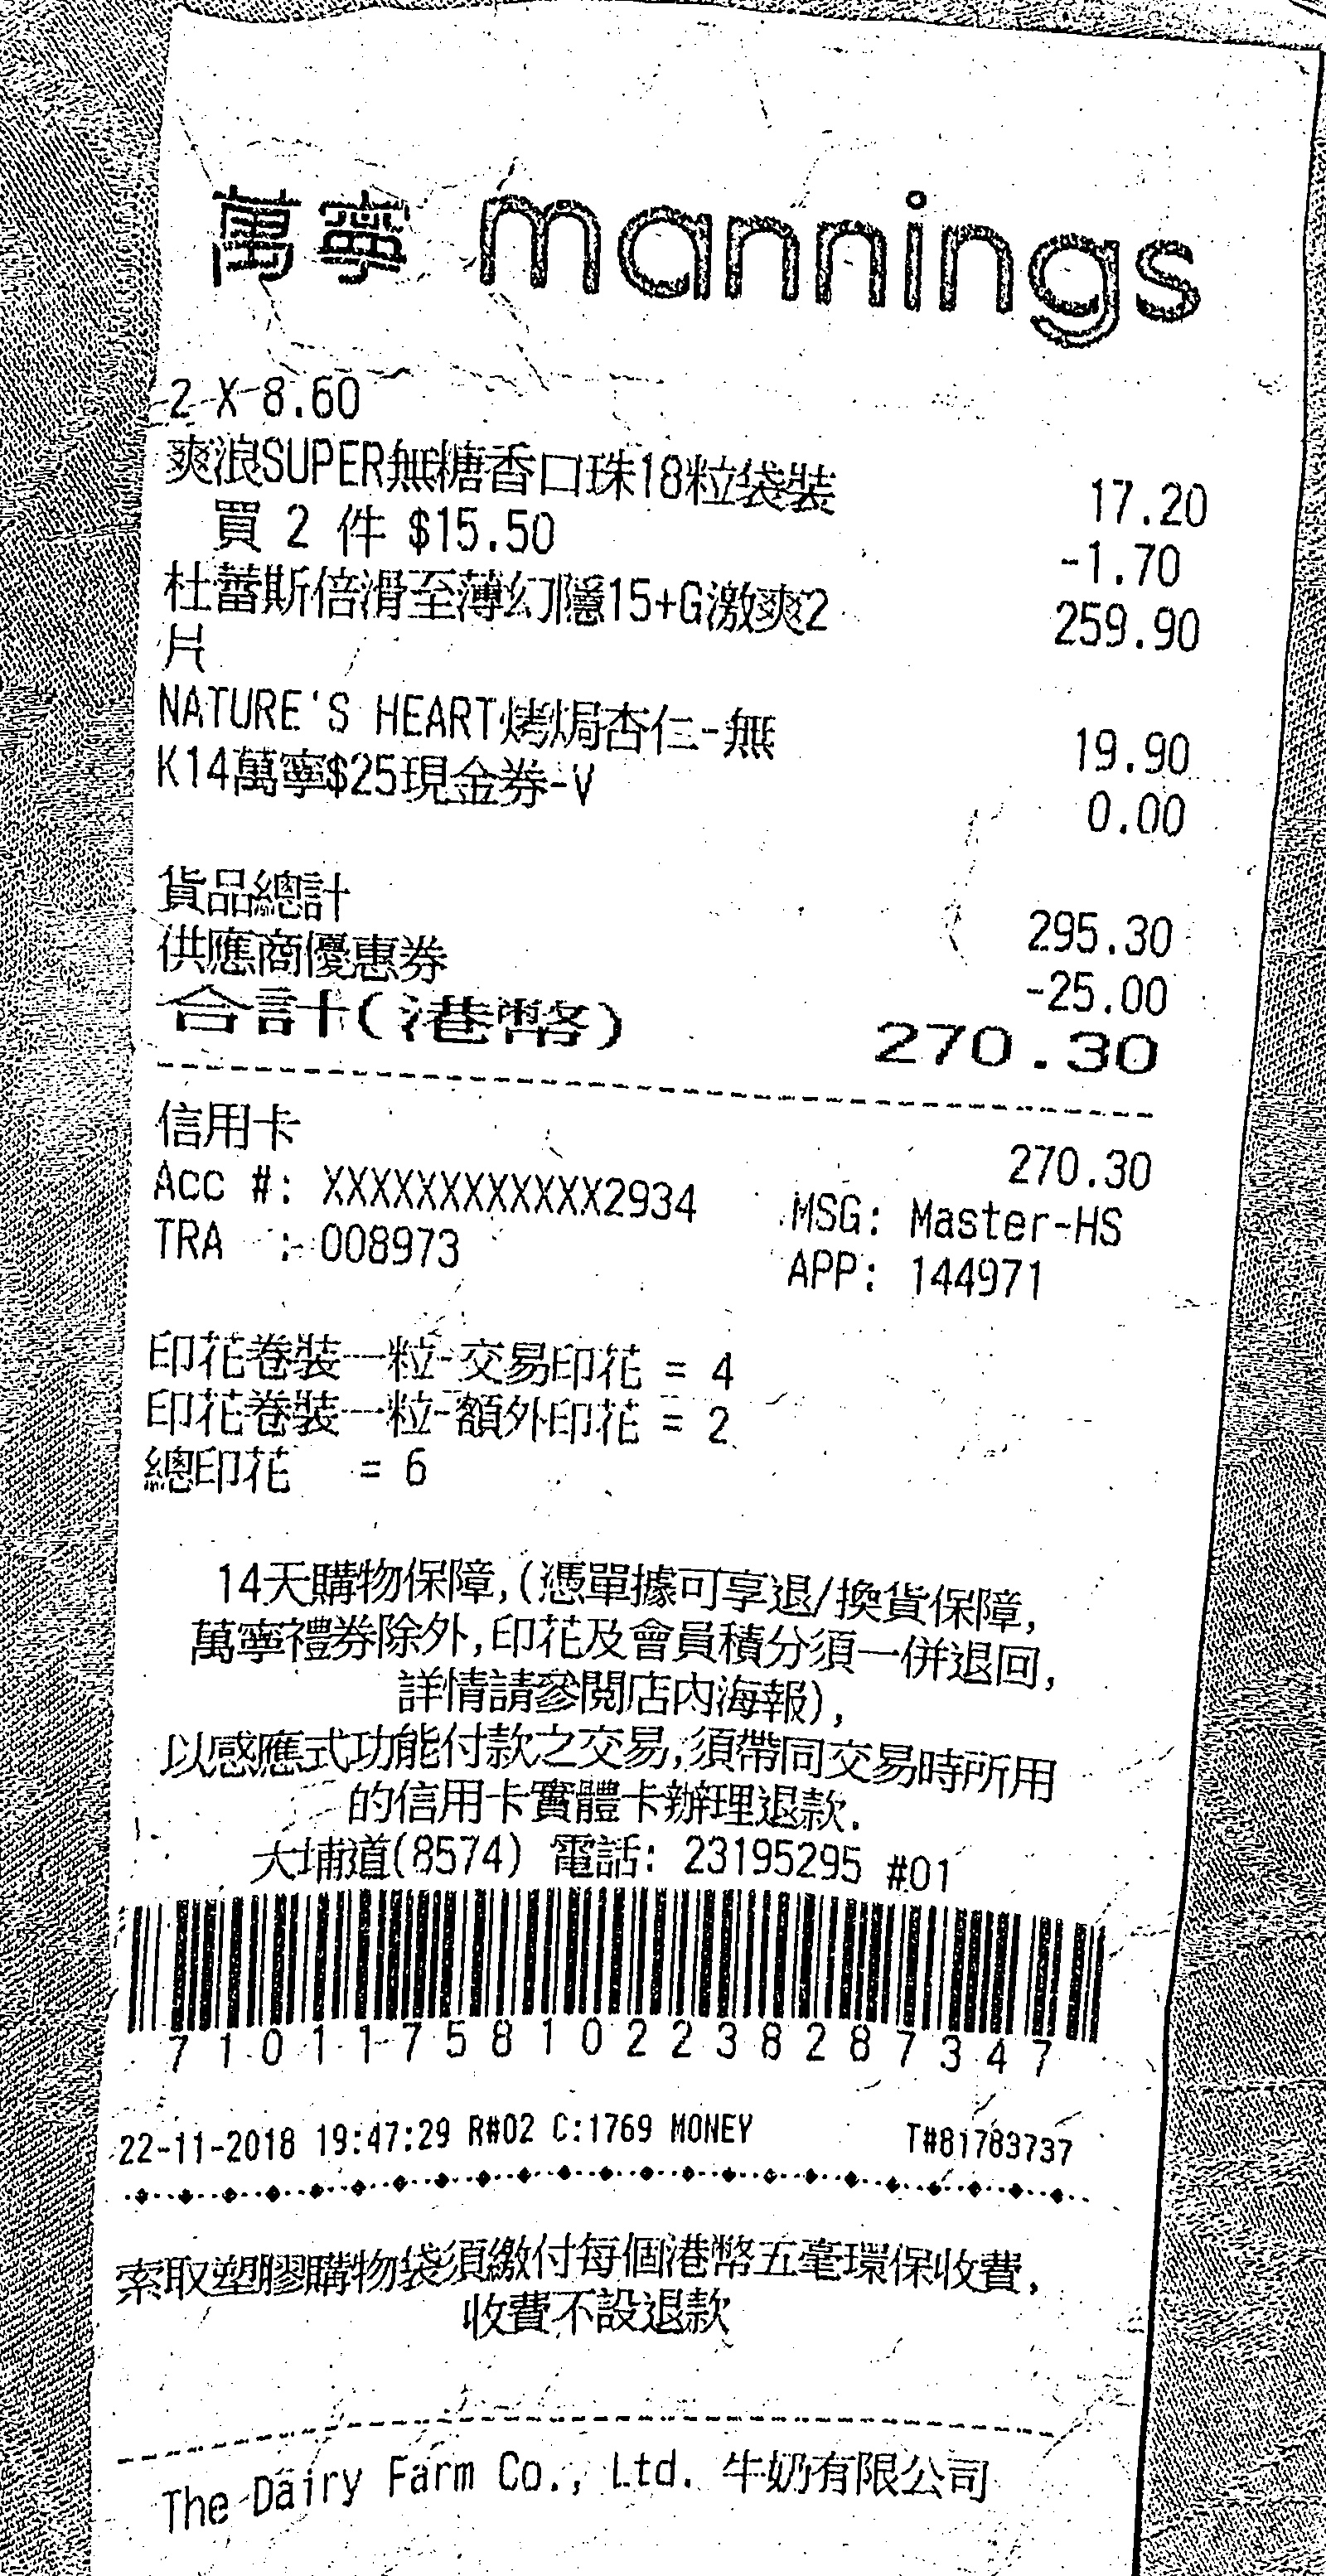 萬寧 mannings
2 X 8.60
爽浪SUPER無糖香口珠18粒袋裝 17.20
買 2 件 $15.50 -1.70
杜蕾斯倍滑至薄幻隱15+G激爽2 259.90
片
NATURE'S HEART烤焗杏仁-無 19.90
K14萬寧$25現金券-V 0.00
貨品總計 295.30
供應商優惠券 -25.00
合計(港幣) 270.30
信用卡 270.30
Acc #: XXXXXXXXXXXX2934 MSG: Master-HS
TRA : 008973 APP: 144971
印花卷裝一粒-交易印花 = 4
印花卷裝一粒-額外印花 = 2
總印花 = 6
14天購物保障,(憑單據可享退/換貨保障,
萬寧禮券除外,印花及會員積分須一併退回,
詳情請參閱店內海報),
以感應式功能付款之交易,須帶同交易時所用
的信用卡實體卡辦理退款.
大埔道(8574) 電話: 23195295 #01
71011758102238287347
22-11-2018 19:47:29 R#02 C:1769 MONEY T#81783737
索取塑膠購物袋須繳付每個港幣五毫環保收費,
收費不設退款
The Dairy Farm Co., Ltd. 牛奶有限公司